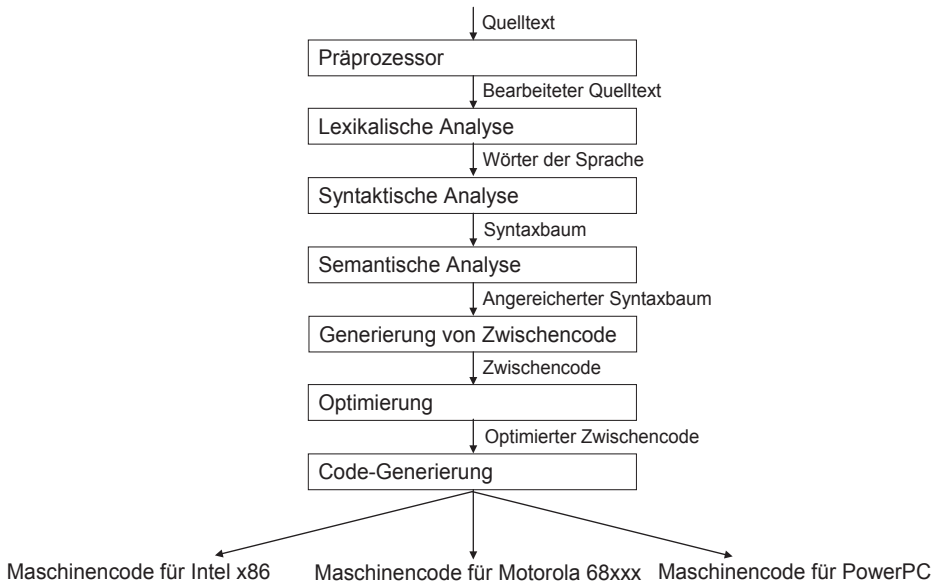 Quelltext
Präprozessor
Bearbeiteter Quelltext
Lexikalische Analyse
Wörter der Sprache
Syntaktische Analyse
Syntaxbaum
Semantische Analyse
Angereicherter Syntaxbaum
Generierung von Zwischencode
Zwischencode
Optimierung
Optimierter Zwischencode
Code-Generierung
Maschinencode für Intel x86
Maschinencode für Motorola 68xxx
Maschinencode für PowerPC